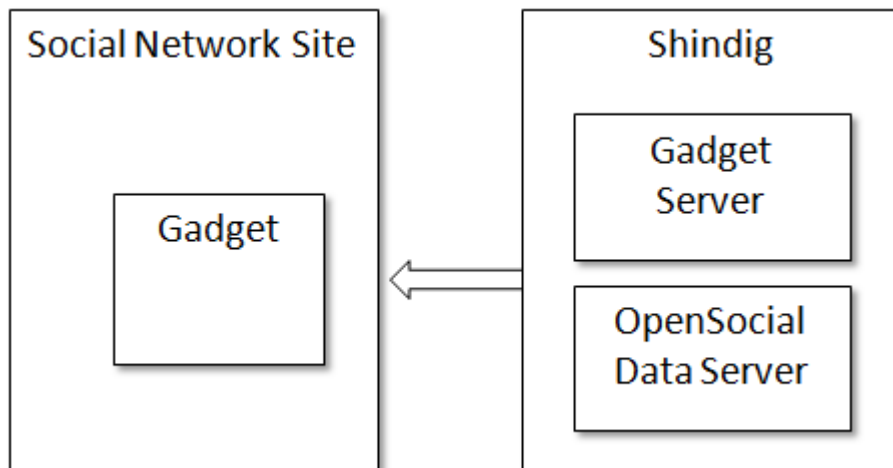 Social Network Site
Gadget
Shindig
Gadget
Server
OpenSocial
Data Server